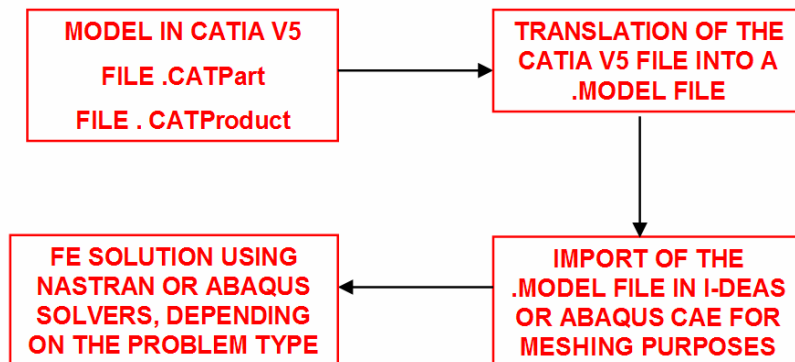 MODEL IN CATIA V5
FILE .CATPart
FILE . CATProduct
TRANSLATION OF THE
CATIA V5 FILE INTO A
.MODEL FILE
IMPORT OF THE
.MODEL FILE IN I-DEAS
OR ABAQUS CAE FOR
MESHING PURPOSES
FE SOLUTION USING
NASTRAN OR ABAQUS
SOLVERS, DEPENDING
ON THE PROBLEM TYPE